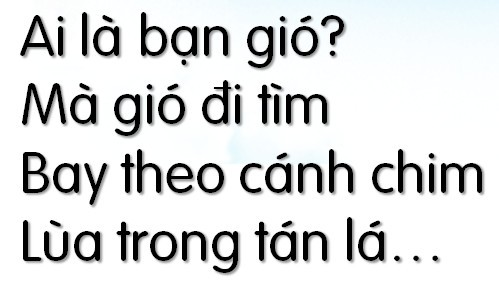 Ai là bạn gió?
Mà gió đi tìm
Bay theo cánh chim
Lùa trong tán lá...